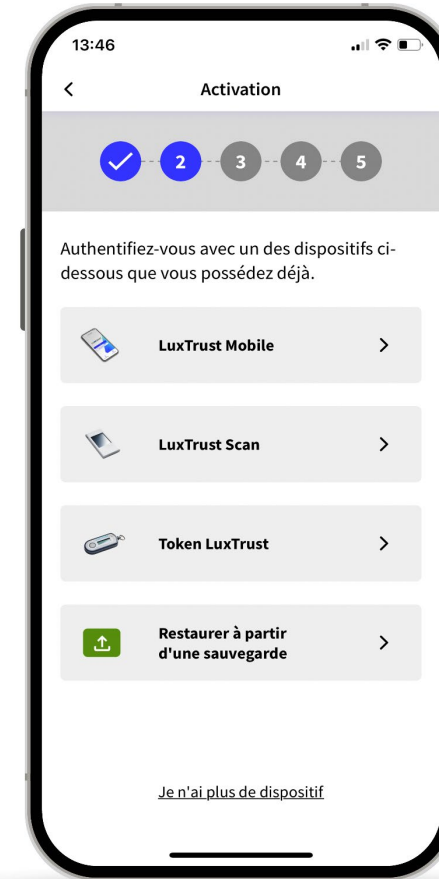 13:46
Activation
2 3 4 5
Authentifiez-vous avec un des dispositifs ci-
dessous que vous possédez déjà.
LuxTrust Mobile
LuxTrust Scan
Token LuxTrust
Restaurer à partir
d'une sauvegarde
Je n'ai plus de dispositif